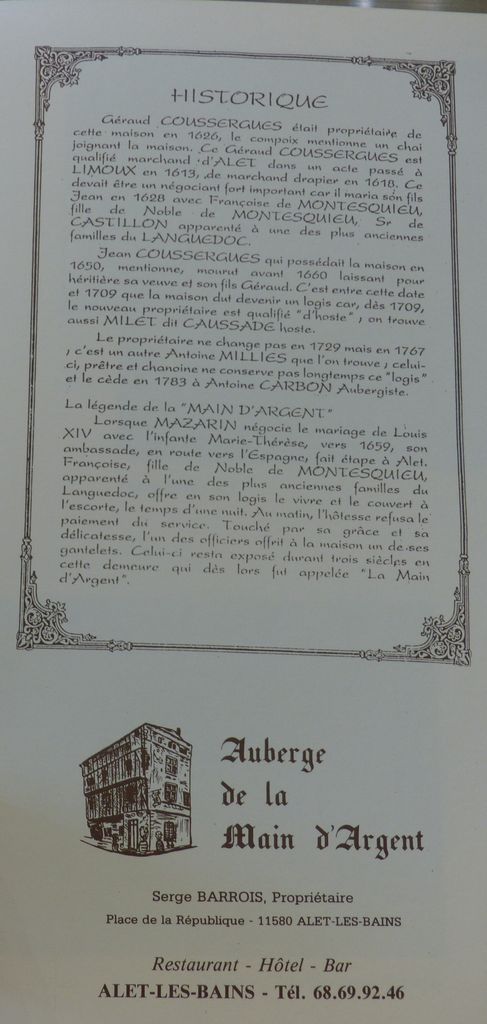 HISTORIQUE
Géraud COUSSERGUES était propriétaire de
cette maison en 1626, le compoix mentionne un chai
joignant la maison. Ce Géraud COUSSERGUES est
qualifié marchand d'ALET dans un acte passé à
LIMOUX en 1613, de marchand drapier en 1618. Ce
devait être un négociant fort important car il maria son fils
Jean en 1628 avec Françoise de MONTESQUIEU,
fille de Noble de MONTESQUIEU, Sr de
CASTILLON apparenté à une des plus anciennes
familles du LANGUEDOC.
Jean COUSSERGUES qui possédait la maison en
1650, mentionne, mourut avant 1660 laissant pour
héritière sa veuve et son fils Géraud. C'est entre cette date
et 1709 que la maison dut devenir un logis car, dès 1709,
le nouveau propriétaire est qualifié "d'hoste" ; on trouve
aussi MILET dit CAUSSADE hoste.
Le propriétaire ne change pas en 1729 mais en 1767
; c'est un autre Antoine MILLIES que l'on trouve ; celui-
ci, prêtre et chanoine ne conserve pas longtemps ce "logis"
et le cède en 1783 à Antoine CARBON Aubergiste.
La légende de la "MAIN D'ARGENT"
Lorsque MAZARIN négocie le mariage de Louis
XIV avec l'infante Marie-Thérèse, vers 1659, son
ambassade, en route vers l'Espagne, fait étape à Alet.
Françoise, fille de Noble de MONTESQUIEU,
apparenté à l'une des plus anciennes familles du
Languedoc, offre en son logis le vivre et le couvert à
l'escorte, le temps d'une nuit. Au matin, l'hôtesse refusa le
paiement du service. Touché par sa grâce et sa
délicatesse, l'un des officiers offrit à la maison un de ses
gantelets. Celui-ci resta exposé durant trois siècles en
cette demeure qui dès lors fut appelée "La Main
d'Argent".
Auberge
de la
Main d'Argent
Serge BARROIS, Propriétaire
Place de la République - 11580 ALET-LES-BAINS
Restaurant - Hôtel - Bar
ALET-LES-BAINS - Tél. 68.69.92.46